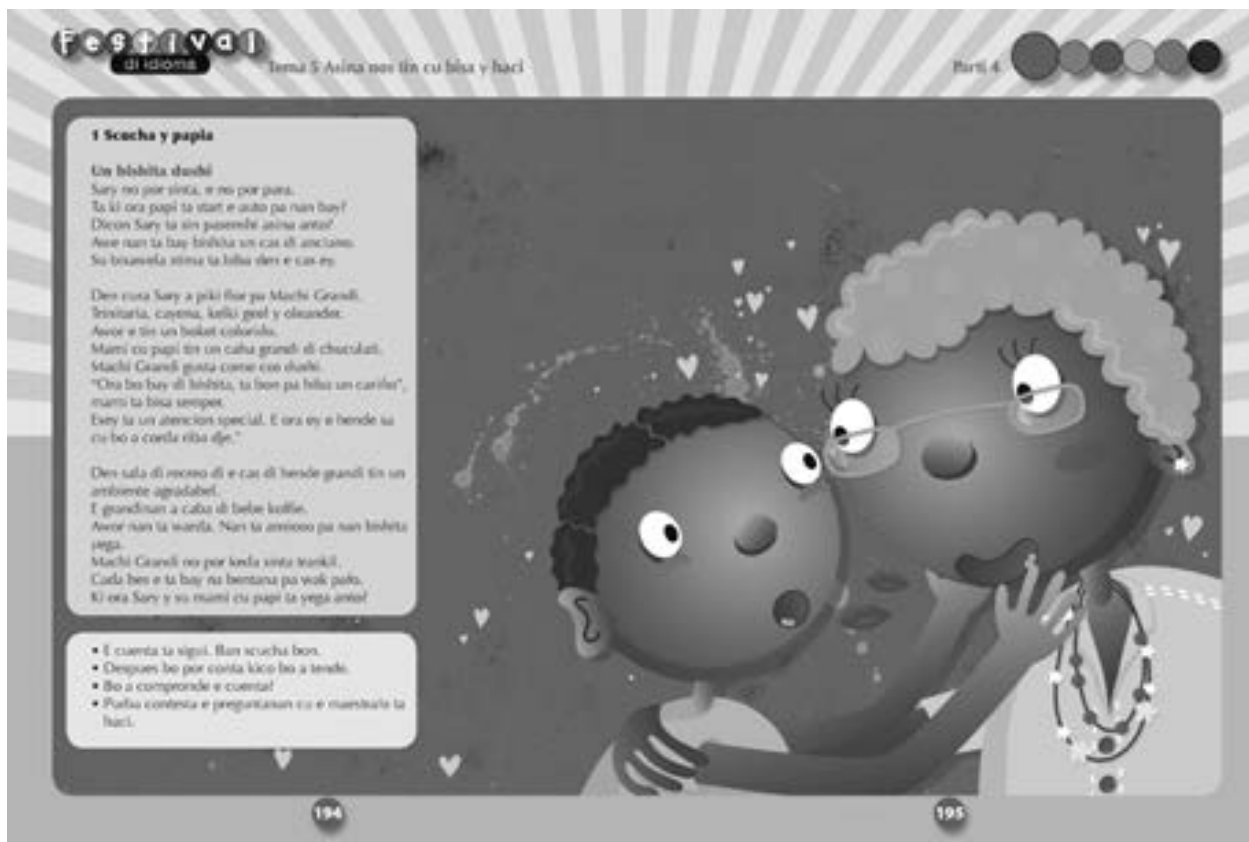 Festival
di idioma
Tema 5 Asina nos tin cu bisa y haci
Parti 4
1 Scucha y papia
Un bishita dushi
Sary no por sinta, e no por para.
Ta ki ora papi ta start e auto pa nan bay?
Dicon Sary ta sin pasenshi asina anto?
Awe nan ta bay bishita un cas di anciano.
Su bisawela stima ta biba den e cas ey.
Den cura Sary a piki flor pa Machi Grandi.
Trinitaria, cayena, kelki geel y oleander.
Awor e tin un boket colorido.
Mami cu papi tin un caha grandi di chuculati.
Machi Grandi gusta come cos dushi.
"Ora bo bay di bishita, ta bon pa hiba un cariño",
mami ta bisa semper.
Esey ta un atencion special. E ora ey e hende sa
cu bo a corda riba dje."
Den sala di recreo di e cas di hende grandi tin un
ambiente agradabel.
E grandinan a caba di bebe koffie.
Awor nan ta warda. Nan ta ansioso pa nan bishita
yega.
Machi Grandi no por keda sinta trankil.
Cada bes e ta bay na bentana pa wak pafo.
Ki ora Sary y su mami cu papi ta yega anto?
• E cuenta ta sigui. Ban scucha bon.
• Despues bo por conta kico bo a tende.
• Bo a comprende e cuenta?
• Purba contesta e preguntanan cu e maestro/a ta
haci.
194
195